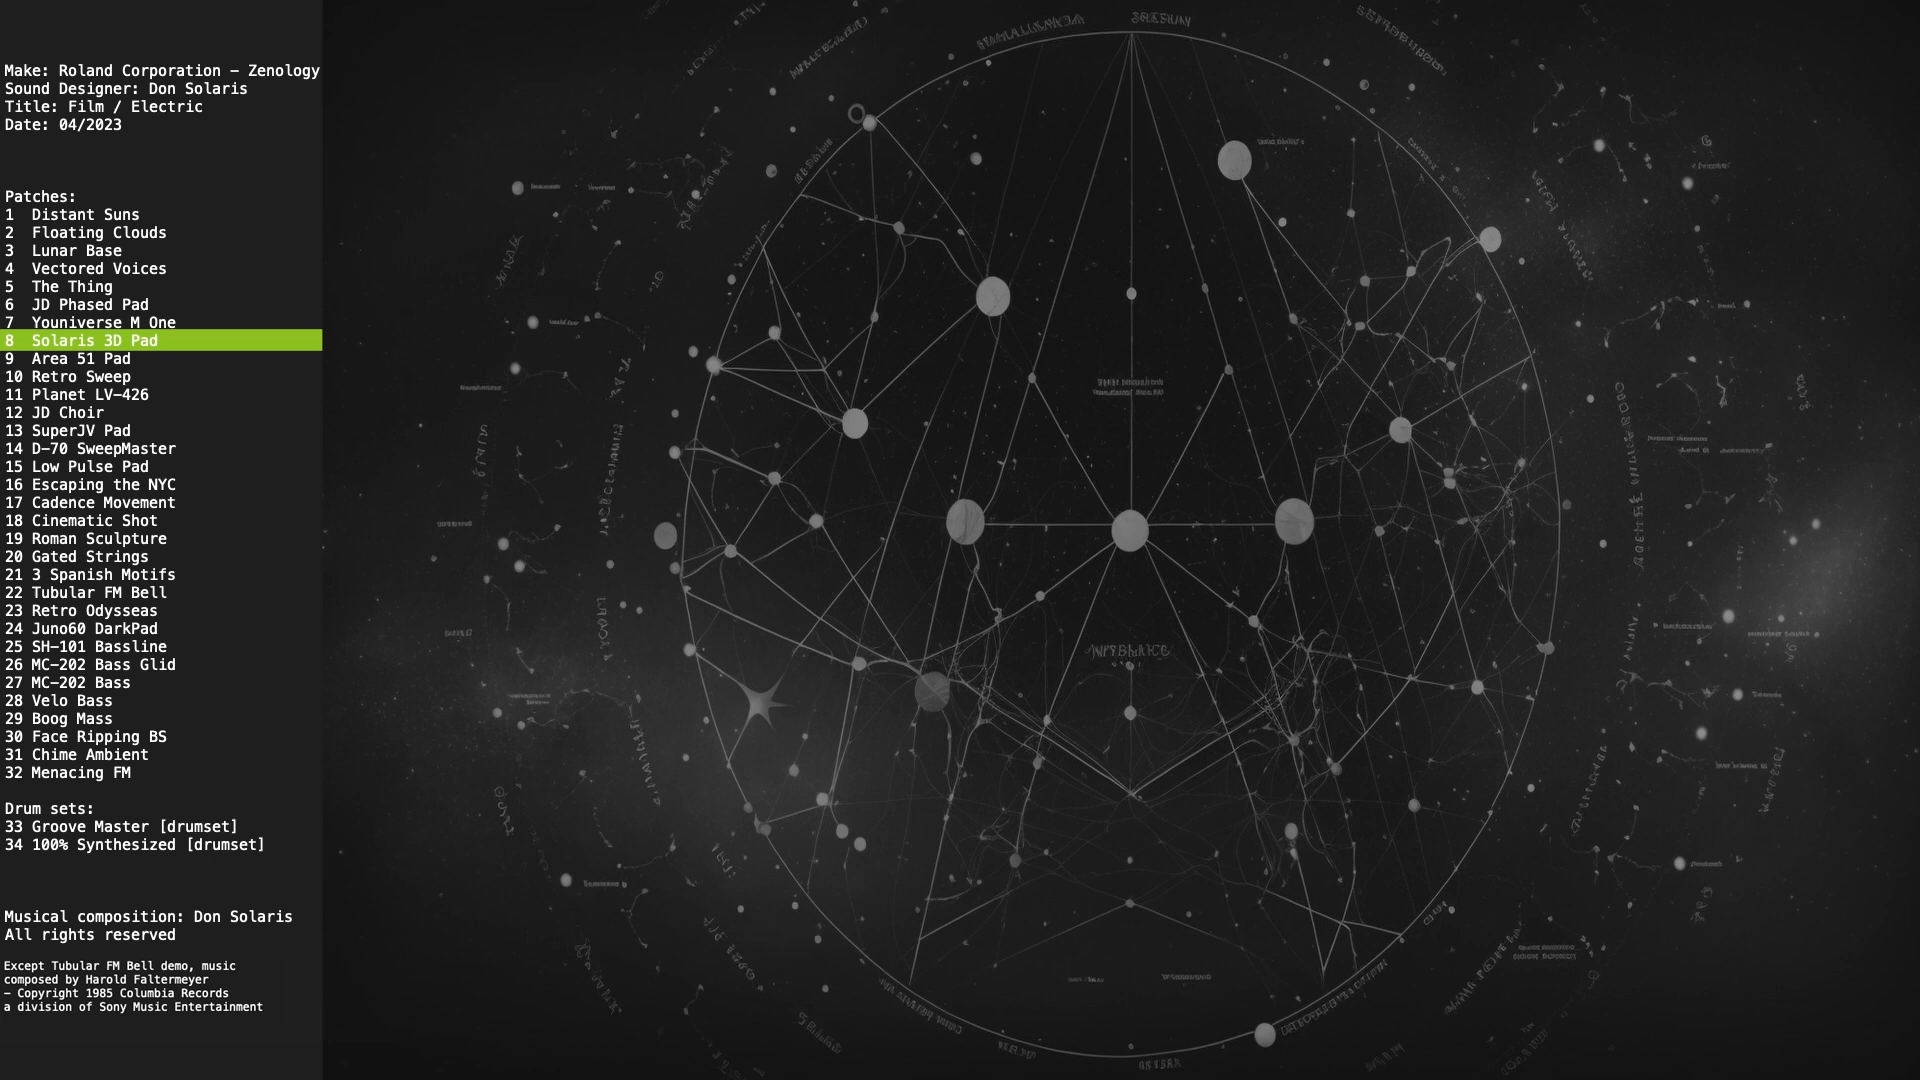 Make: Roland Corporation – Zenology
Sound Designer: Don Solaris
Title: Film / Electric
Date: 04/2023
Patches:
1 Distant Suns
2 Floating Clouds
3 Lunar Base
4 Vectored Voices
5 The Thing
6 JD Phased Pad
7 Youniverse M One
8 Solaris 3D Pad
9 Area 51 Pad
10 Retro Sweep
11 Planet LV–426
12 JD Choir
13 SuperJV Pad
14 D–70 SweepMaster
15 Low Pulse Pad
16 Escaping the NYC
17 Cadence Movement
18 Cinematic Shot
19 Roman Sculpture
20 Gated Strings
21 3 Spanish Motifs
22 Tubular FM Bell
23 Retro Odysseas
24 Juno60 DarkPad
25 SH–101 Bassline
26 MC–202 Bass Glid
27 MC–202 Bass
28 Velo Bass
29 Boog Mass
30 Face Ripping BS
31 Chime Ambient
32 Menacing FM
Drum sets:
33 Groove Master [drumset]
34 100% Synthesized [drumset]
Musical composition: Don Solaris
All rights reserved
Except Tubular FM Bell demo, music
composed by Harold Faltermeyer
– Copyright 1985 Columbia Records
a division of Sony Music Entertainment